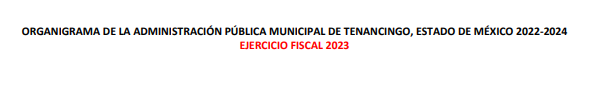 ORGANIGRAMA DE LA ADMINISTRACIÓN PÚBLICA MUNICIPAL DE TENANCINGO, ESTADO DE MÉXICO 2022-2024
EJERCICIO FISCAL 2023